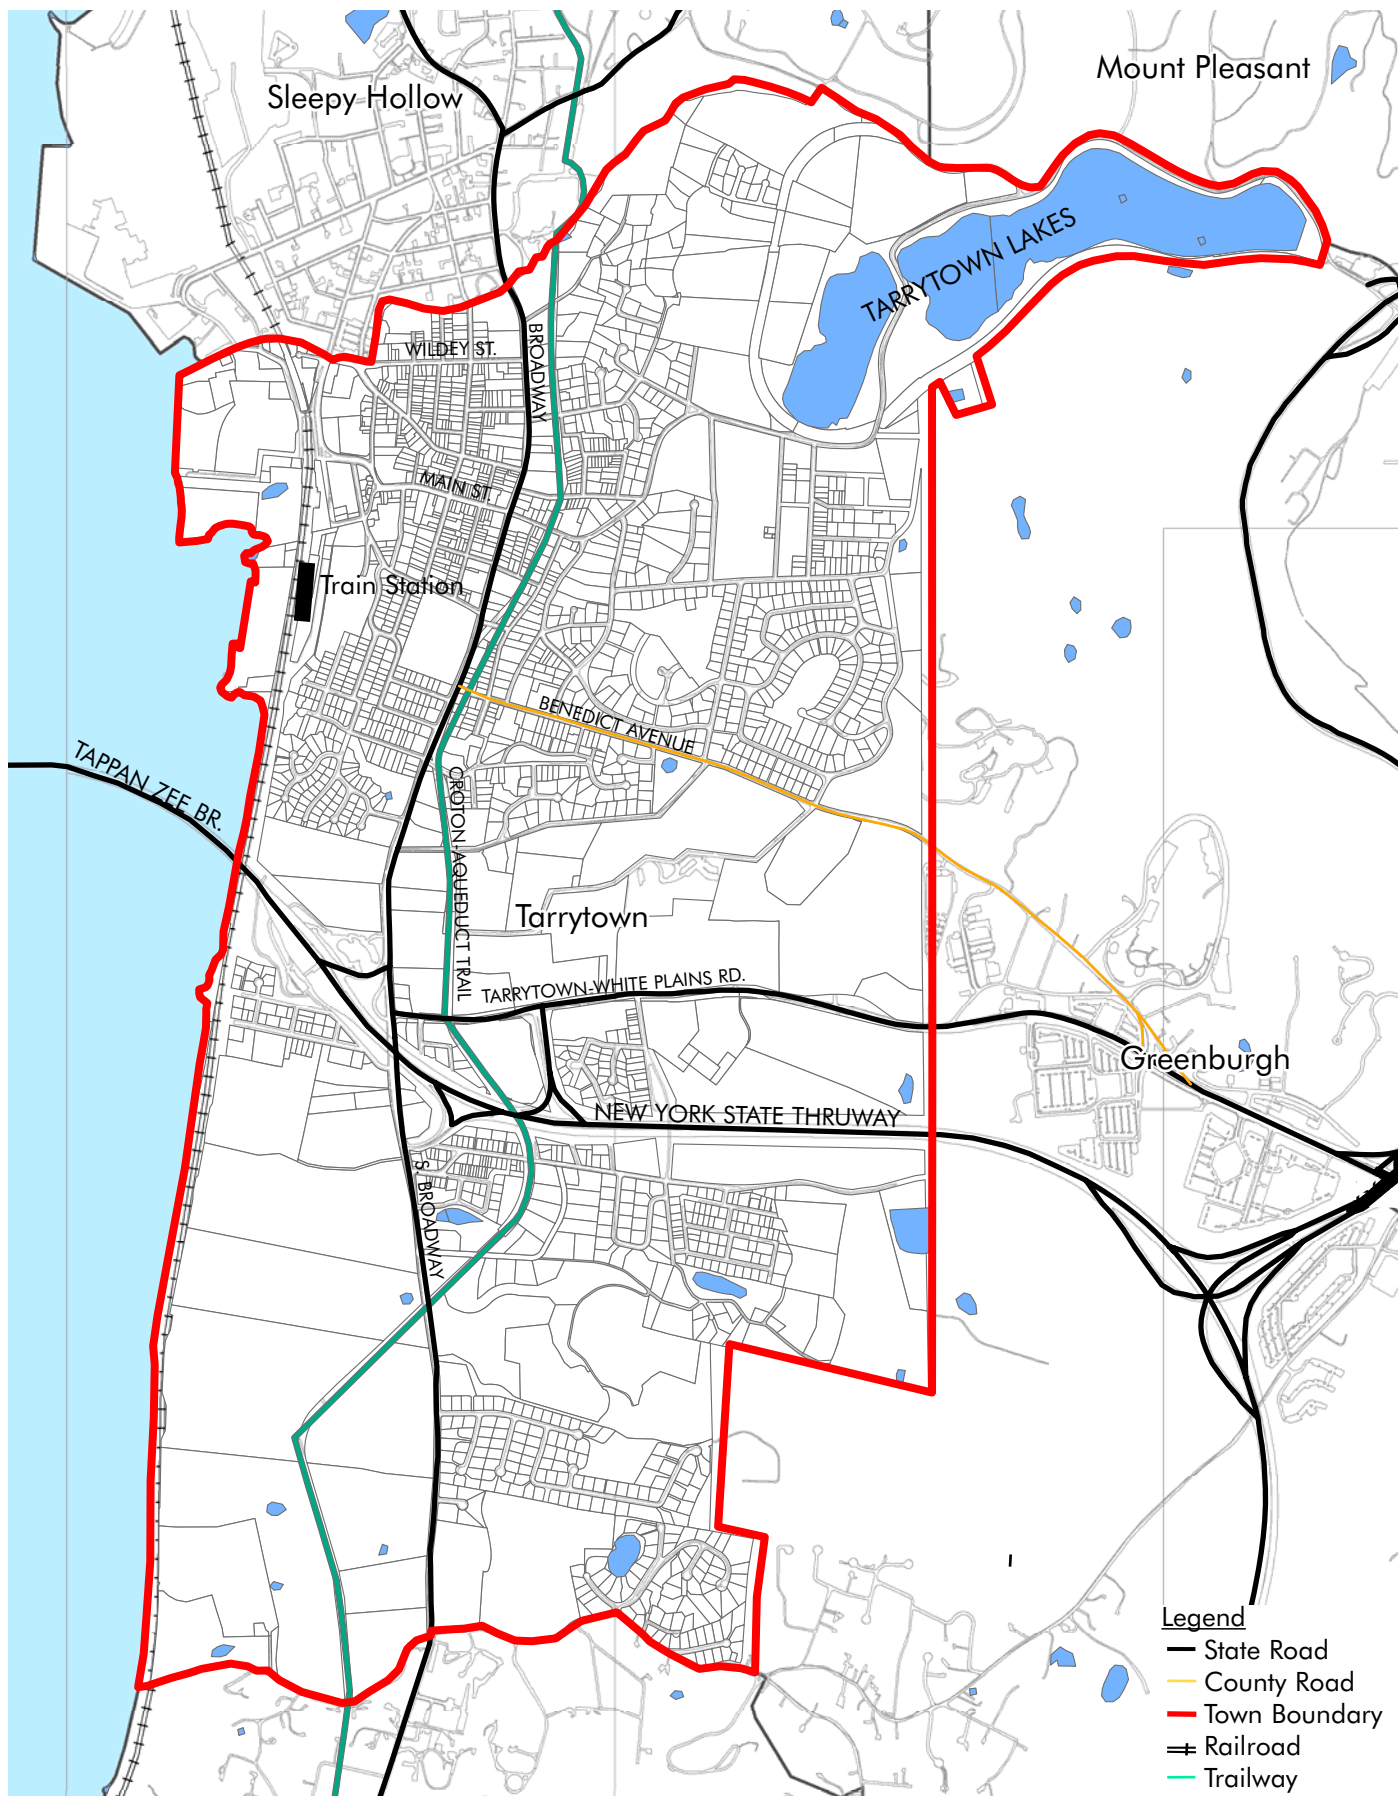 Mount Pleasant
Sleepy Hollow
TARRYTOWN LAKES
WILDEY ST.
BROADWAY
MAIN ST.
Train Station
BENEDICT AVENUE
TAPPAN ZEE BR.
CROTON-AQUEDUCT TRAIL
Tarrytown
TARRYTOWN-WHITE PLAINS RD.
Greenburgh
NEW YORK STATE THRUWAY
S. BROADWAY
Legend
State Road
County Road
Town Boundary
Railroad
Trailway